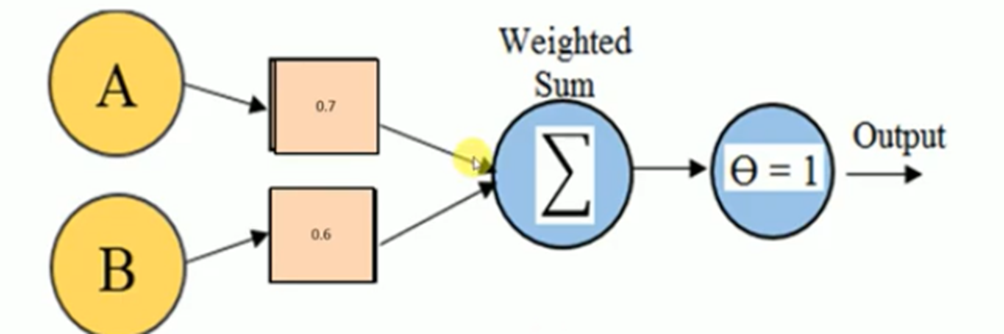 A
0.7
Weighted
Sum
∑
Θ = 1
Output
B
0.6